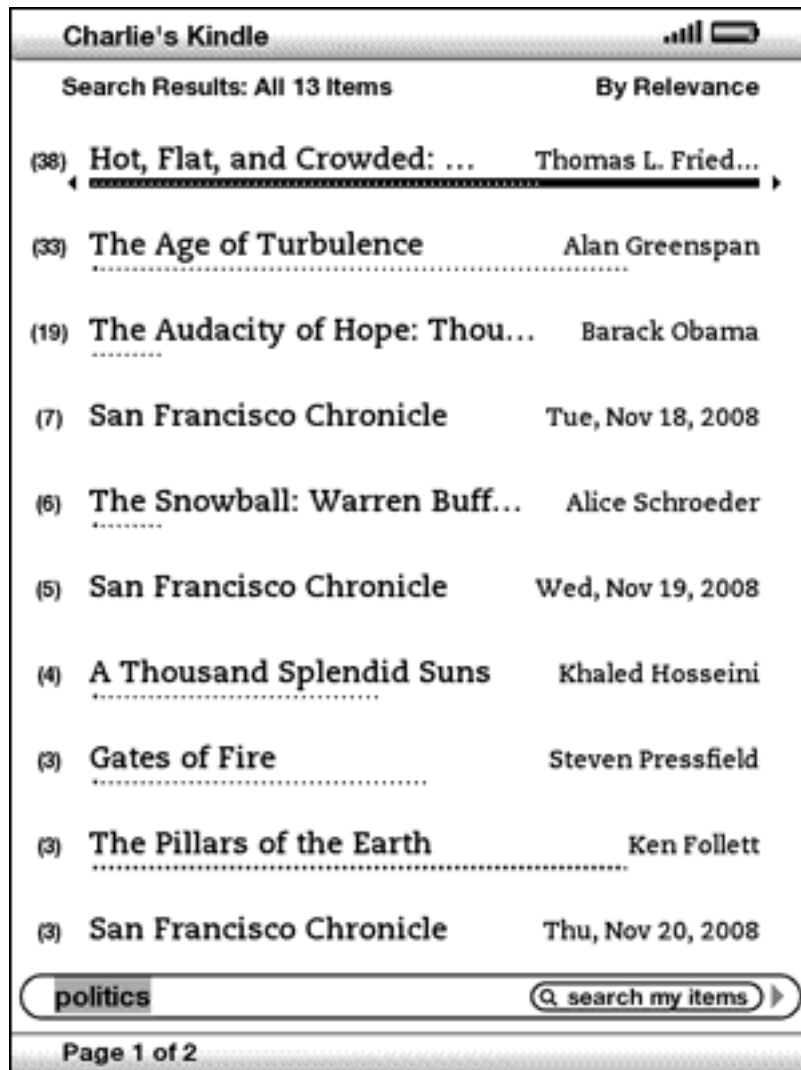 Charlie's Kindle
Search Results: All 13 Items By Relevance
(38) Hot, Flat, and Crowded: ... Thomas L. Fried...
(33) The Age of Turbulence Alan Greenspan
(19) The Audacity of Hope: Thou... Barack Obama
(7) San Francisco Chronicle Tue, Nov 18, 2008
(6) The Snowball: Warren Buff... Alice Schroeder
(5) San Francisco Chronicle Wed, Nov 19, 2008
(4) A Thousand Splendid Suns Khaled Hosseini
(3) Gates of Fire Steven Pressfield
(3) The Pillars of the Earth Ken Follett
(3) San Francisco Chronicle Thu, Nov 20, 2008
politics search my items
Page 1 of 2